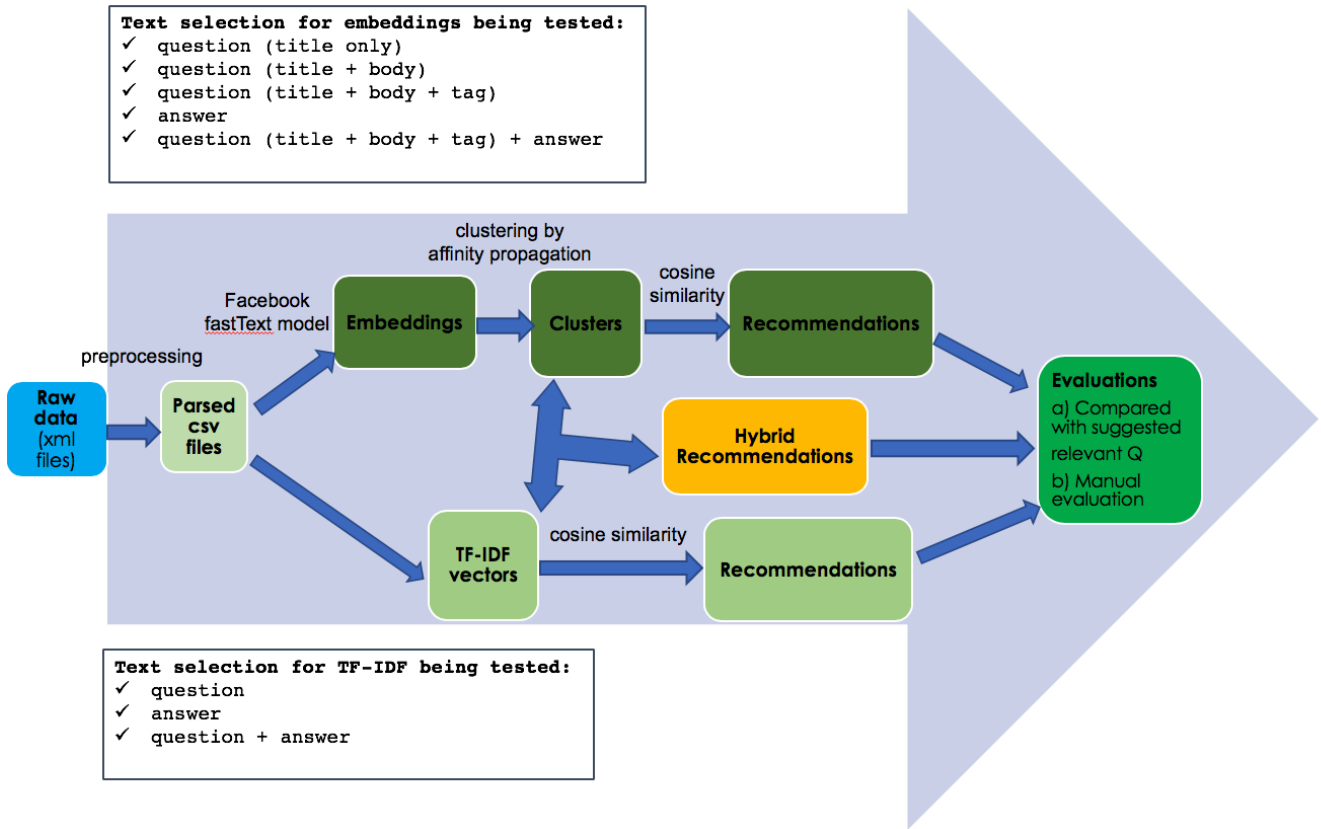 Text selection for embeddings being tested:
✓ question (title only)
✓ question (title + body)
✓ question (title + body + tag)
✓ answer
✓ question (title + body + tag) + answer
clustering by
affinity propagation
cosine
similarity
Facebook
fastText model
Embeddings
Clusters
Recommendations
preprocessing
Raw
data
(xml
files)
Parsed
csv
files
Hybrid
Recommendations
Evaluations
a) Compared
with suggested
relevant Q
b) Manual
evaluation
TF-IDF
vectors
cosine similarity
Recommendations
Text selection for TF-IDF being tested:
✓ question
✓ answer
✓ question + answer